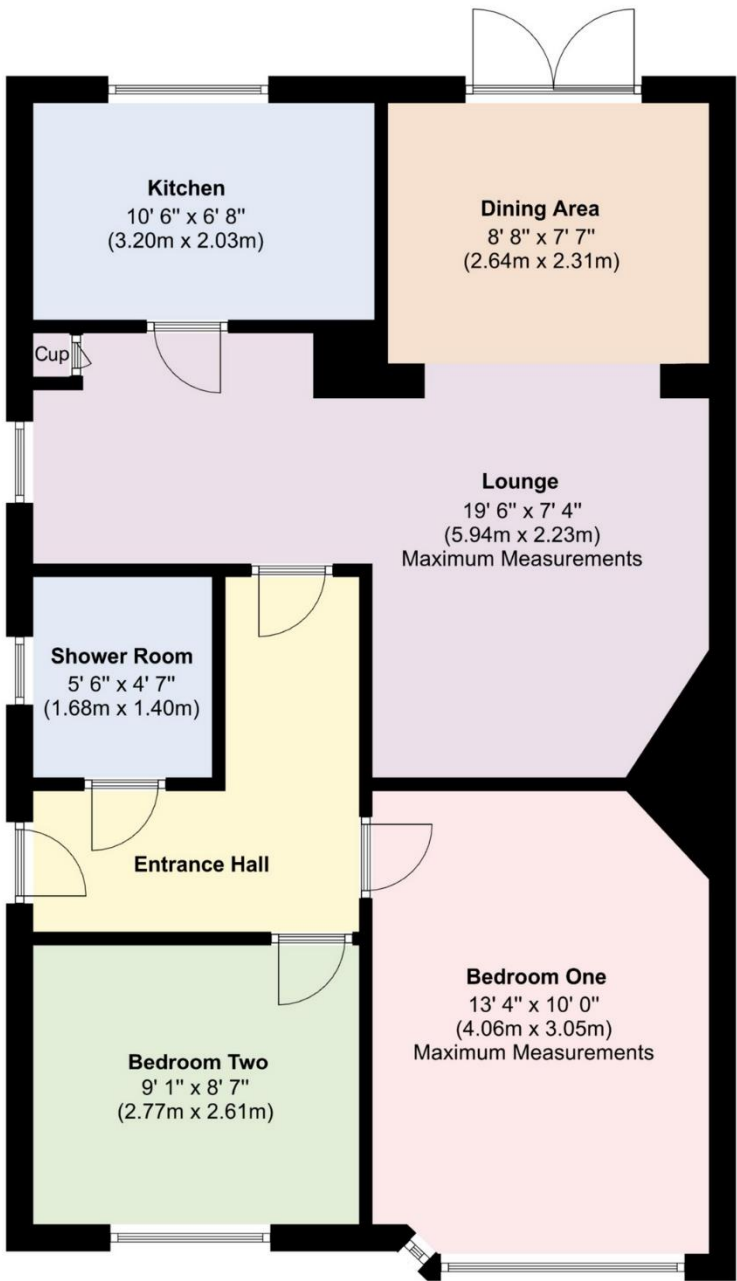 Kitchen
10' 6" x 6' 8"
(3.20m x 2.03m)
Dining Area
8' 8" x 7' 7"
(2.64m x 2.31m)
Cup
Lounge
19' 6" x 7' 4"
(5.94m x 2.23m)
Maximum Measurements
Shower Room
5' 6" x 4' 7"
(1.68m x 1.40m)
Entrance Hall
Bedroom One
13' 4" x 10' 0"
(4.06m x 3.05m)
Maximum Measurements
Bedroom Two
9' 1" x 8' 7"
(2.77m x 2.61m)